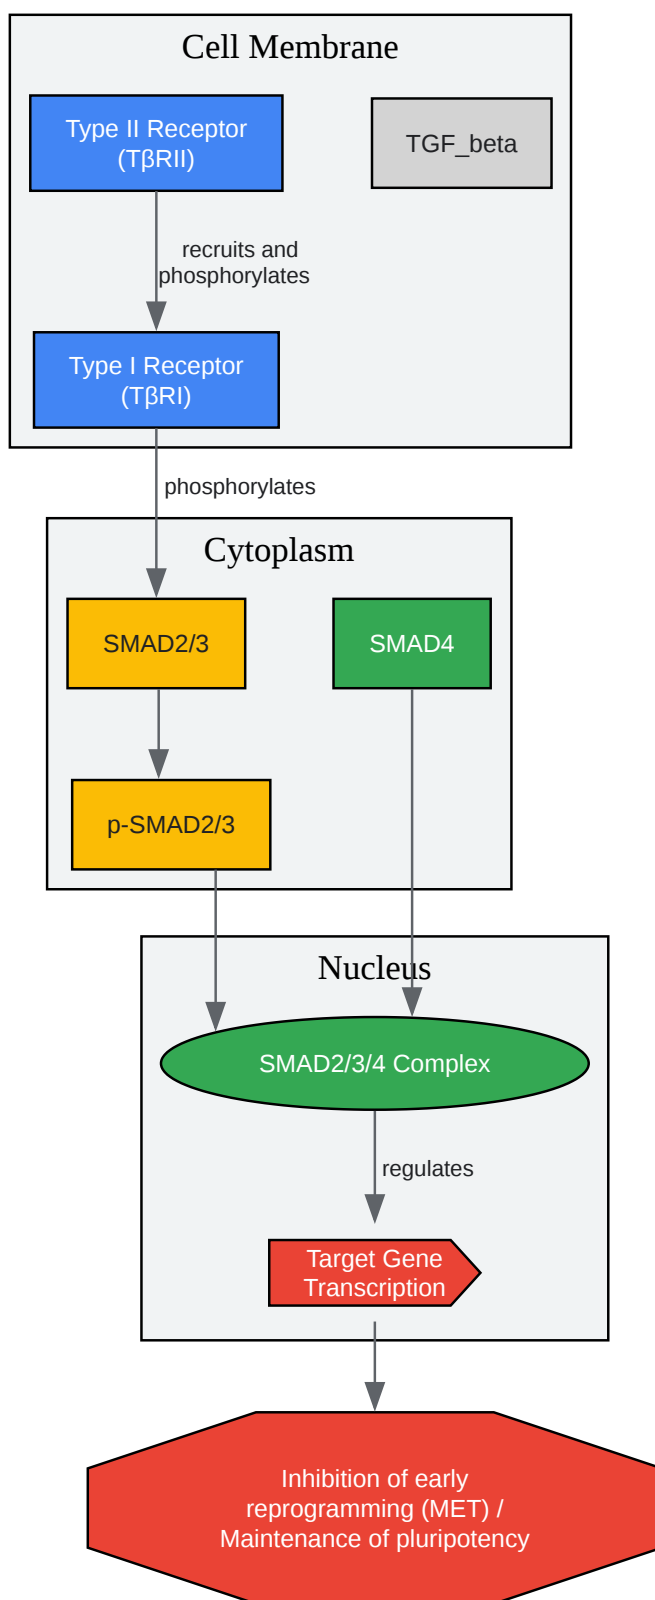 Cell Membrane
Type II Receptor
(TβRII)
TGF_beta
recruits and
phosphorylates
Type I Receptor
(TβRI)
phosphorylates
Cytoplasm
SMAD2/3
SMAD4
p-SMAD2/3
Nucleus
SMAD2/3/4 Complex
regulates
Target Gene
Transcription
Inhibition of early
reprogramming (MET) /
Maintenance of pluripotency